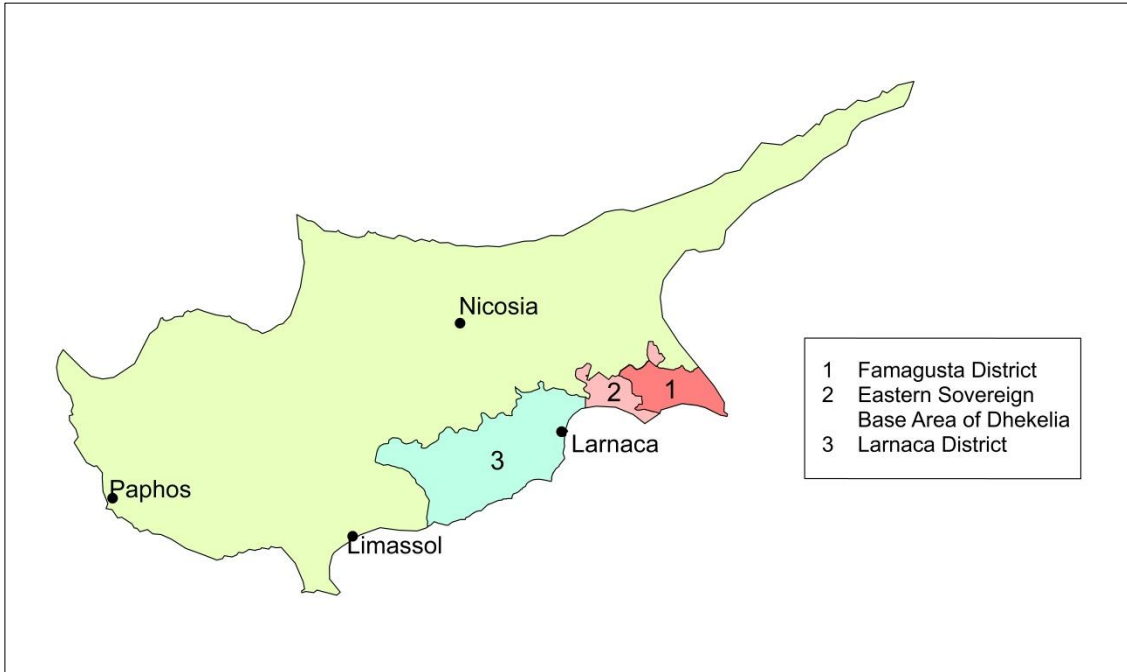 Nicosia
1
2
Larnaca
3
Paphos
Limassol
1 Famagusta District
2 Eastern Sovereign
Base Area of Dhekelia
3 Larnaca District